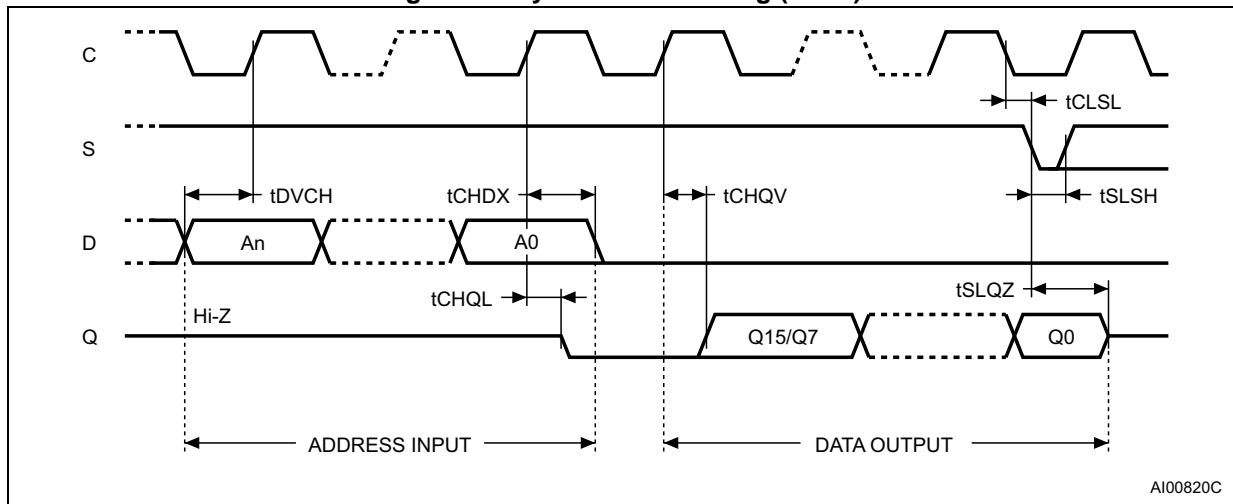 C
tCLSL
S
tDVCH
tCHDX
tCHQV
tSLSH
D
An
A0
tCHQL
tSLQZ
Hi-Z
Q
Q15/Q7
Q0
ADDRESS INPUT
DATA OUTPUT
AI00820C